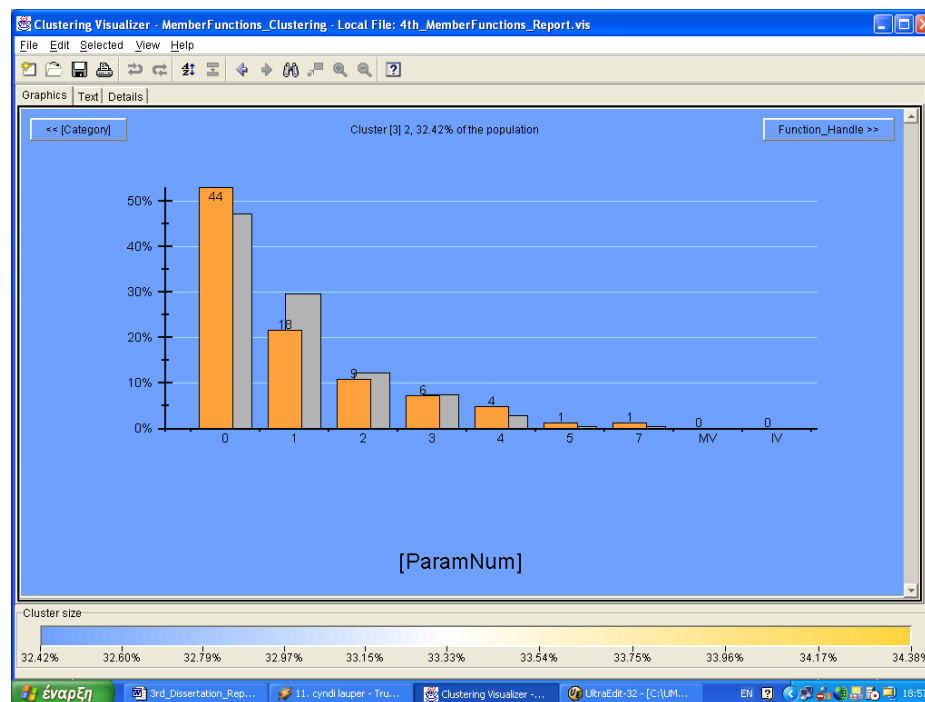 Clustering Visualizer - MemberFunctions_Clustering - Local File: 4th_MemberFunctions_Report.vis
File Edit Selected View Help
Graphics Text Details
<< [Category] Cluster [3] 2, 32.42% of the population Function_Handle >>
50%
40%
30%
20%
10%
0%
44 18 9 6 4 1 1 0 0
0 1 2 3 4 5 7 MV IV
[ParamNum]
Cluster size
32.42% 32.60% 32.79% 32.97% 33.15% 33.33% 33.54% 33.75% 33.96% 34.17% 34.38%
έναρξη 3rd_Dissertation_Rep... 11. cyndi lauper - Tru... Clustering Visualizer -... UltraEdit-32 - [C:\UM... EN 18:57